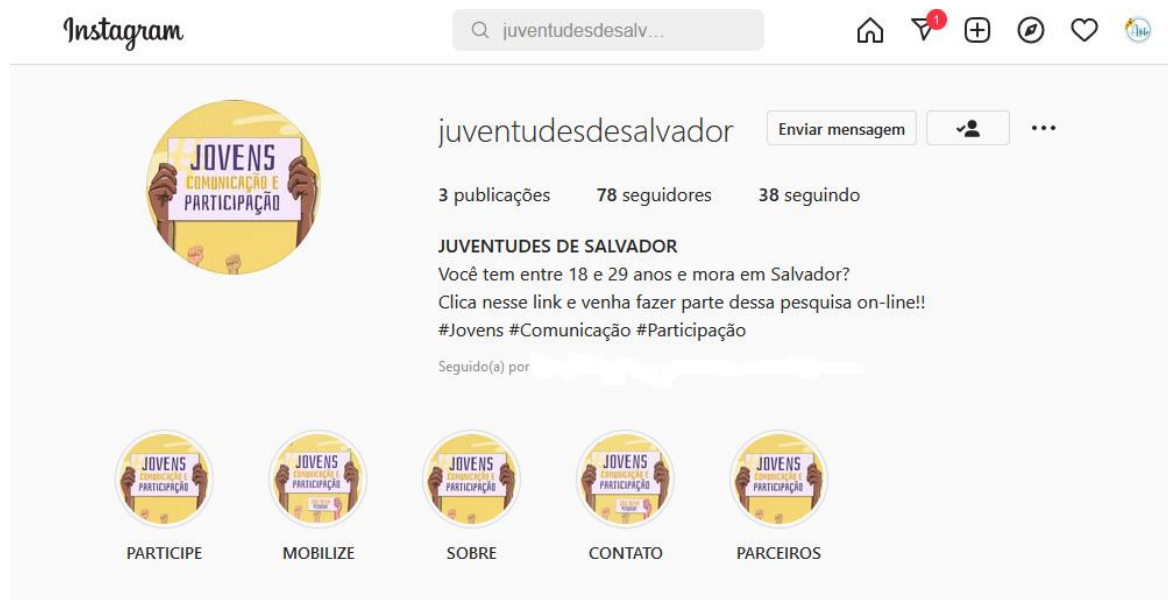 Instagram
juventudesdesalv...
1
#JOVENS
COMUNICAÇÃO E
PARTICIPAÇÃO
juventudesdesalvador
Enviar mensagem
3 publicações 78 seguidores 38 seguindo
JUVENTUDES DE SALVADOR
Você tem entre 18 e 29 anos e mora em Salvador?
Clica nesse link e venha fazer parte dessa pesquisa on-line!!
#Jovens #Comunicação #Participação
Seguido(a) por
JOVENS
COMUNICAÇÃO E
PARTICIPAÇÃO
JOVENS
COMUNICAÇÃO E
PARTICIPAÇÃO
JOVENS
COMUNICAÇÃO E
PARTICIPAÇÃO
JOVENS
COMUNICAÇÃO E
PARTICIPAÇÃO
JOVENS
COMUNICAÇÃO E
PARTICIPAÇÃO
PARTICIPE MOBILIZE SOBRE CONTATO PARCEIROS